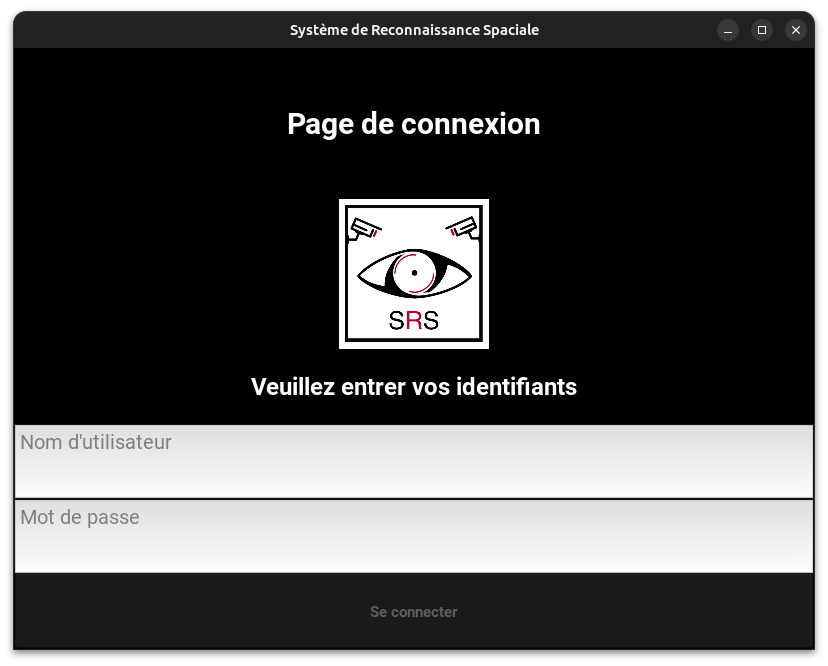 Système de Reconnaissance Spaciale
Page de connexion
SRS
Veuillez entrer vos identifiants
Nom d'utilisateur
Mot de passe
Se connecter